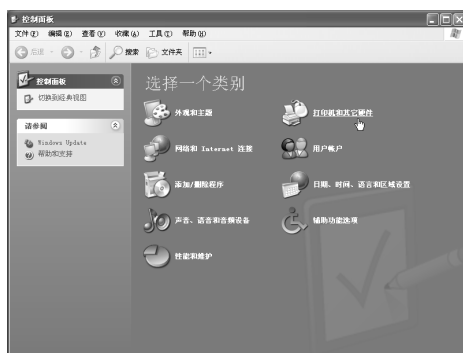 控制面板
文件(F) 编辑(E) 查看(V) 收藏(A) 工具(T) 帮助(H)
后退 搜索 文件夹
控制面板
切换到经典视图
请参阅
Windows Update
帮助和支持
选择一个类别
外观和主题
打印机和其它硬件
网络和 Internet 连接
用户帐户
添加/删除程序
日期、时间、语言和区域设置
声音、语音和音频设备
辅助功能选项
性能和维护